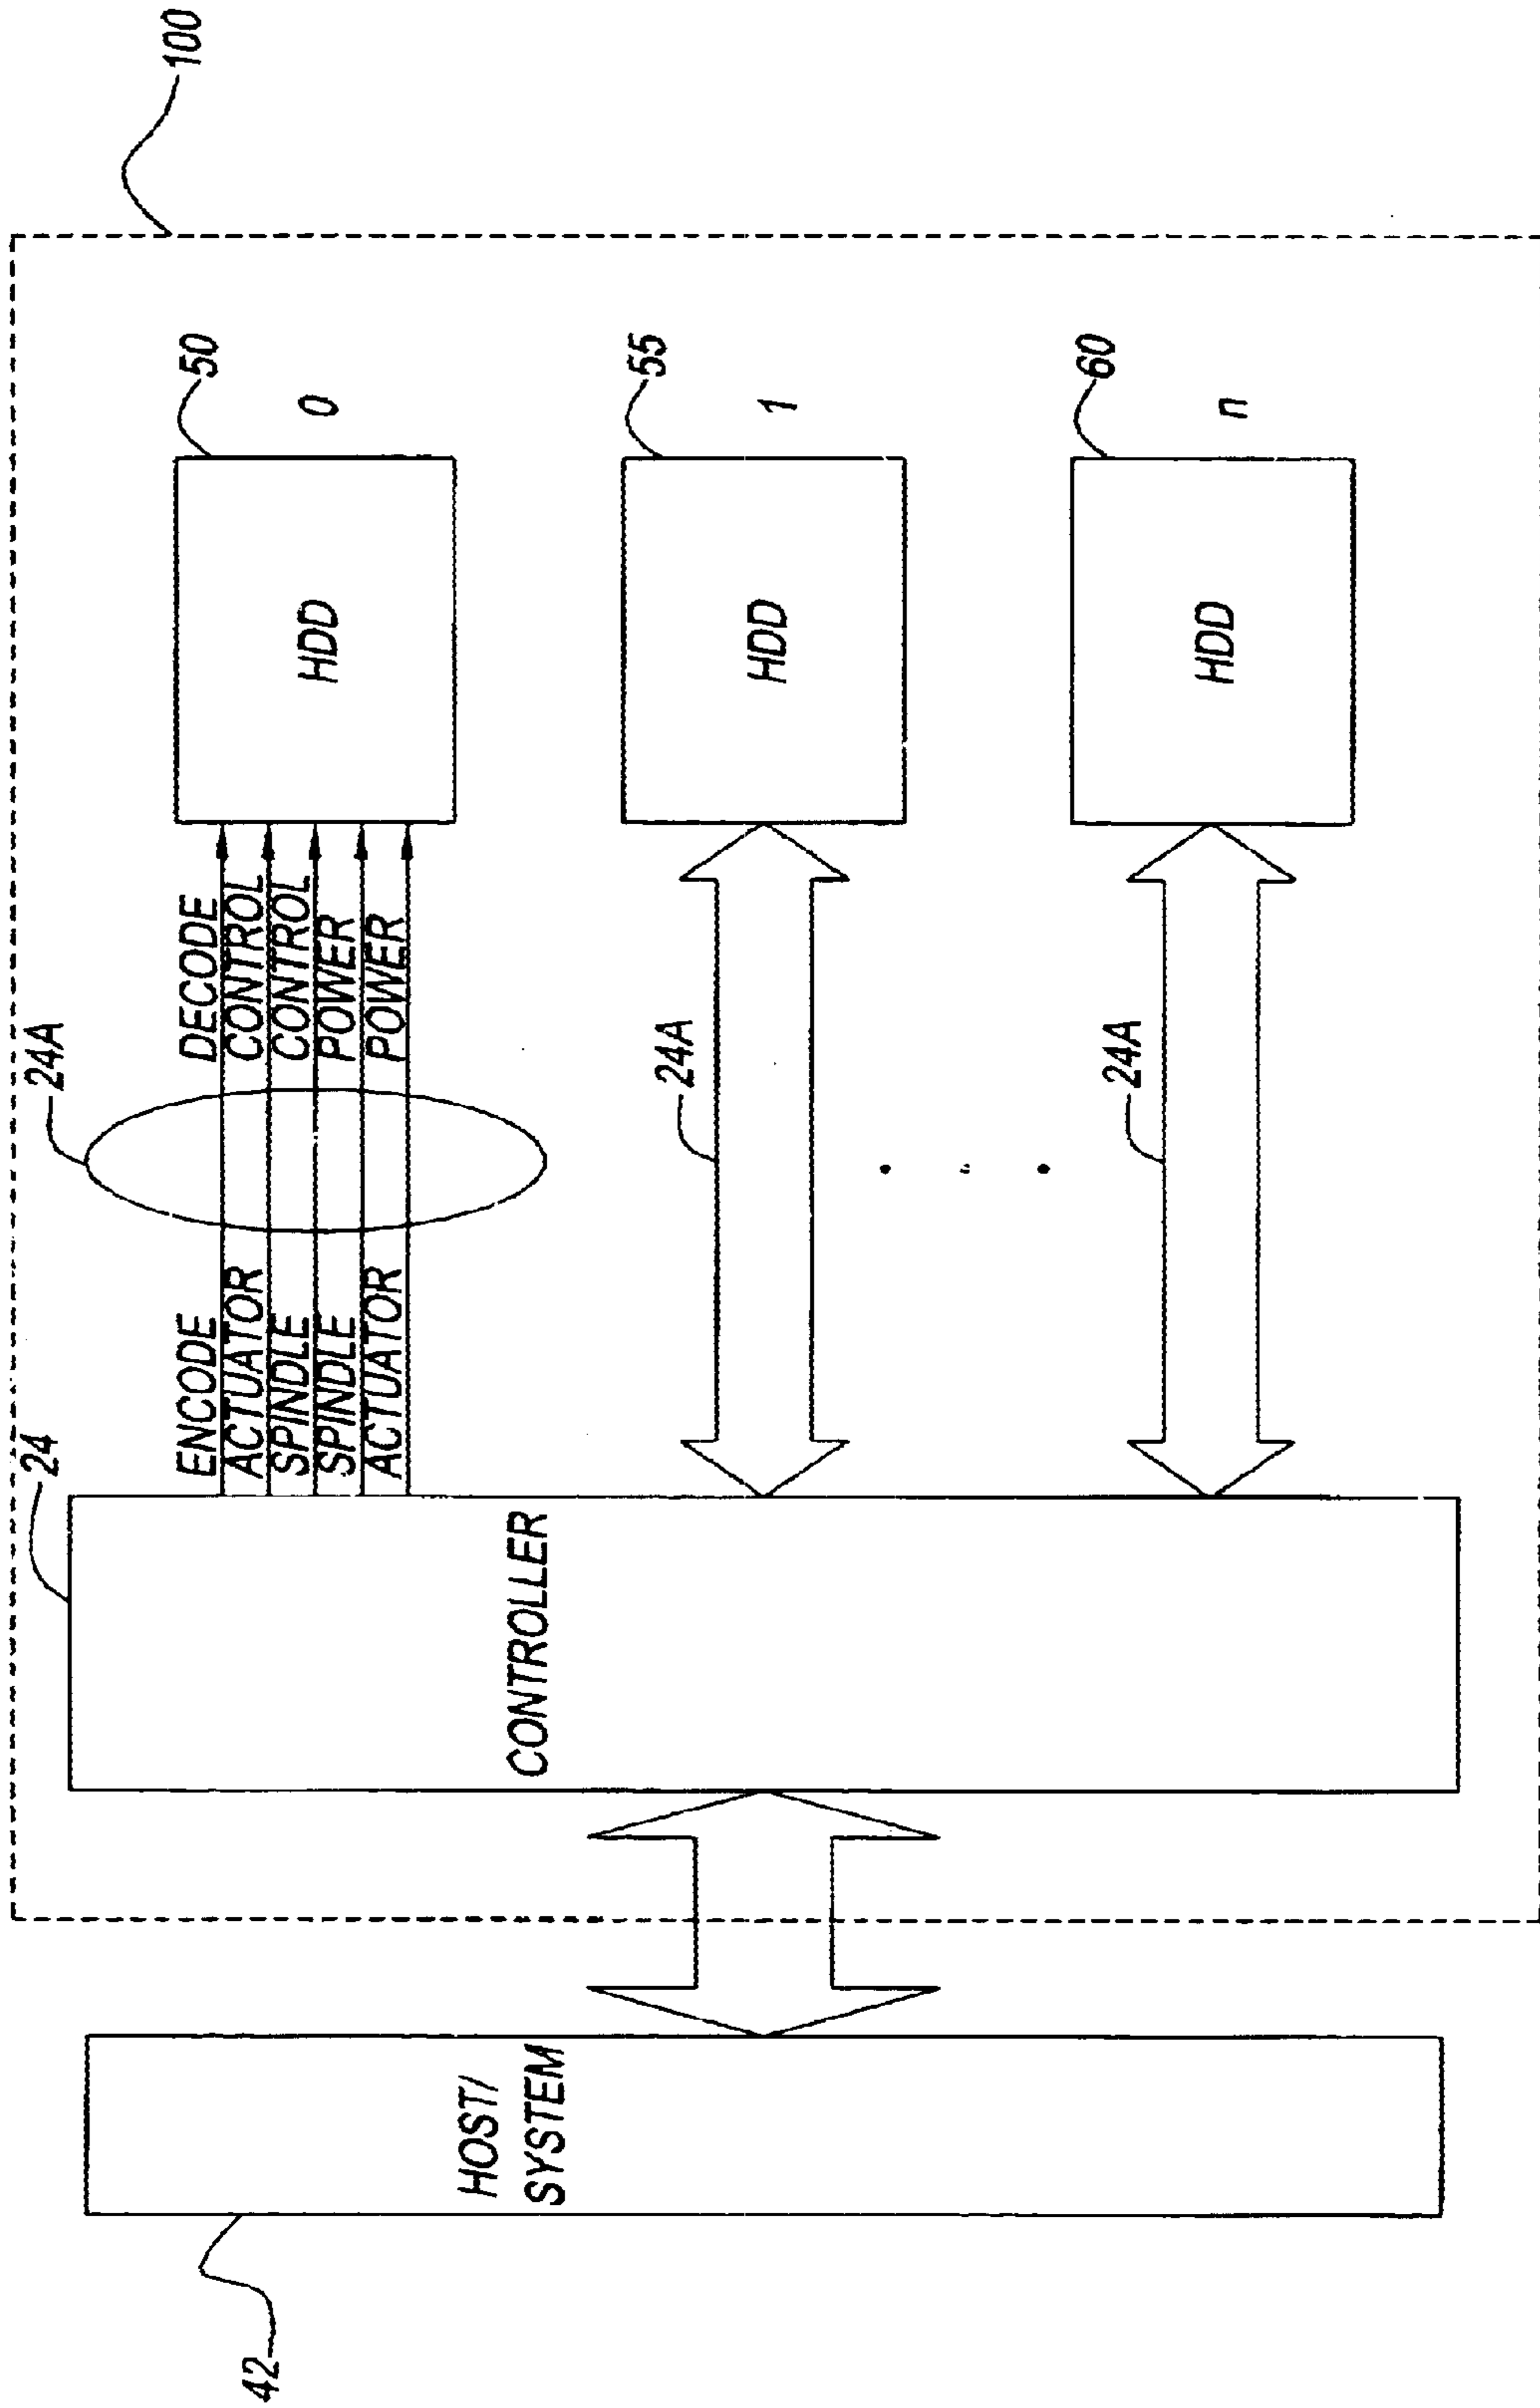 100
24
24A
50
ENCODE DECODE
ACTUATOR CONTROL
SPINDLE CONTROL
SPINDLE POWER
ACTUATOR POWER
HDD
0
42
HOST/
SYSTEM
CONTROLLER
24A
HDD
55
1
24A
HDD
60
n